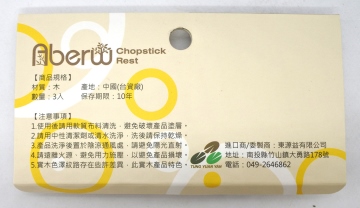 Aberw Chopstick
Rest
【商品規格】
材質：木 產地：中國(台資廠)
數量：3人 保存期限：10年
【注意事項】
1.使用後請用軟質布料清洗，避免破壞產品塗層。
2.請用中性清潔劑或清水洗淨，洗後請保持乾燥。
3.產品洗淨後置於陰涼通風處，請避免陽光直射。
4.請遠離火源，避免用力施壓，以避免產品損壞。
5.實木色澤紋路存在些許差異，此實木產品特色。
TUNG YUAN YIH
進口商/委製商：東源益有限公司
地址：南投縣竹山鎮大勇路178號
電話：049-2646862